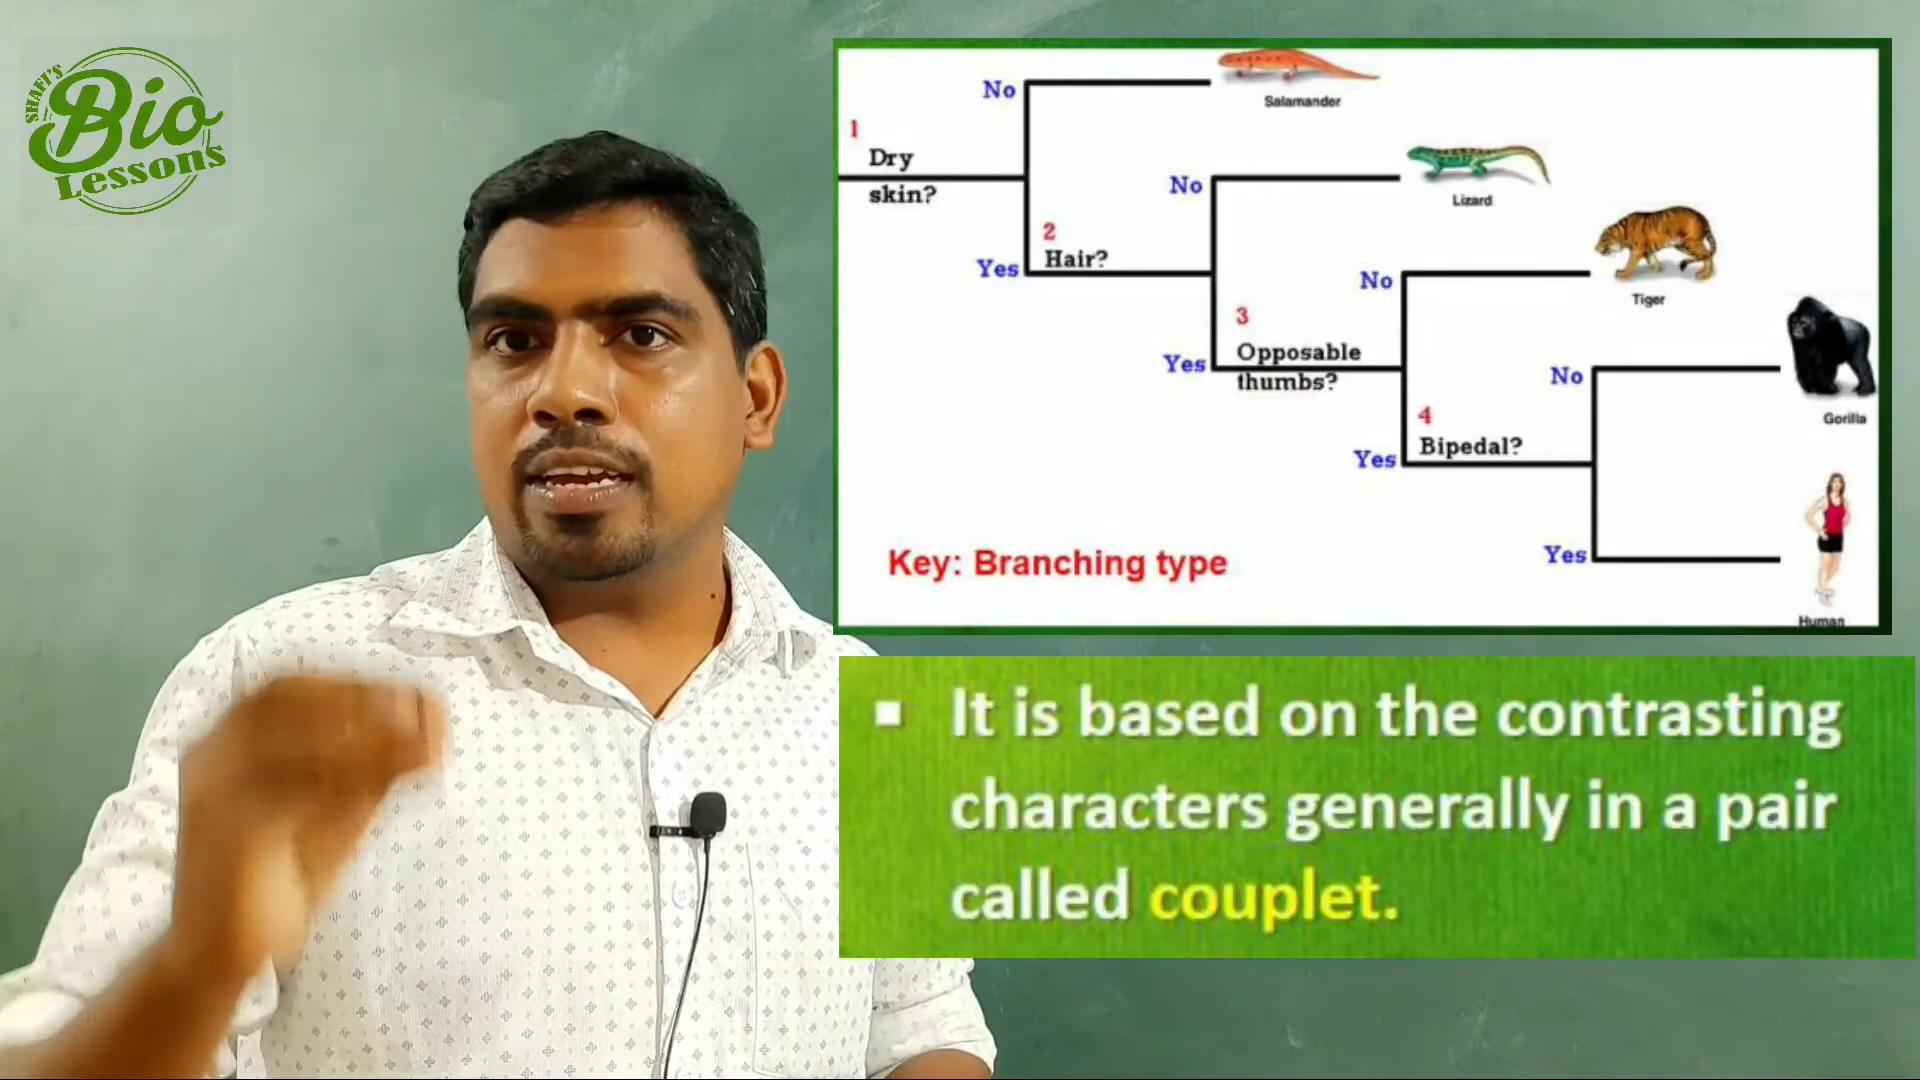 SHAFI'S
Bio
Lessons
No
Salamander
1
Dry
skin?
No
Lizard
2
Hair?
Yes
No
Tiger
3
Opposable
thumbs?
Yes
No
Gorilla
4
Bipedal?
Yes
Yes
Human
Key: Branching type
▪ It is based on the contrasting
characters generally in a pair
called couplet.